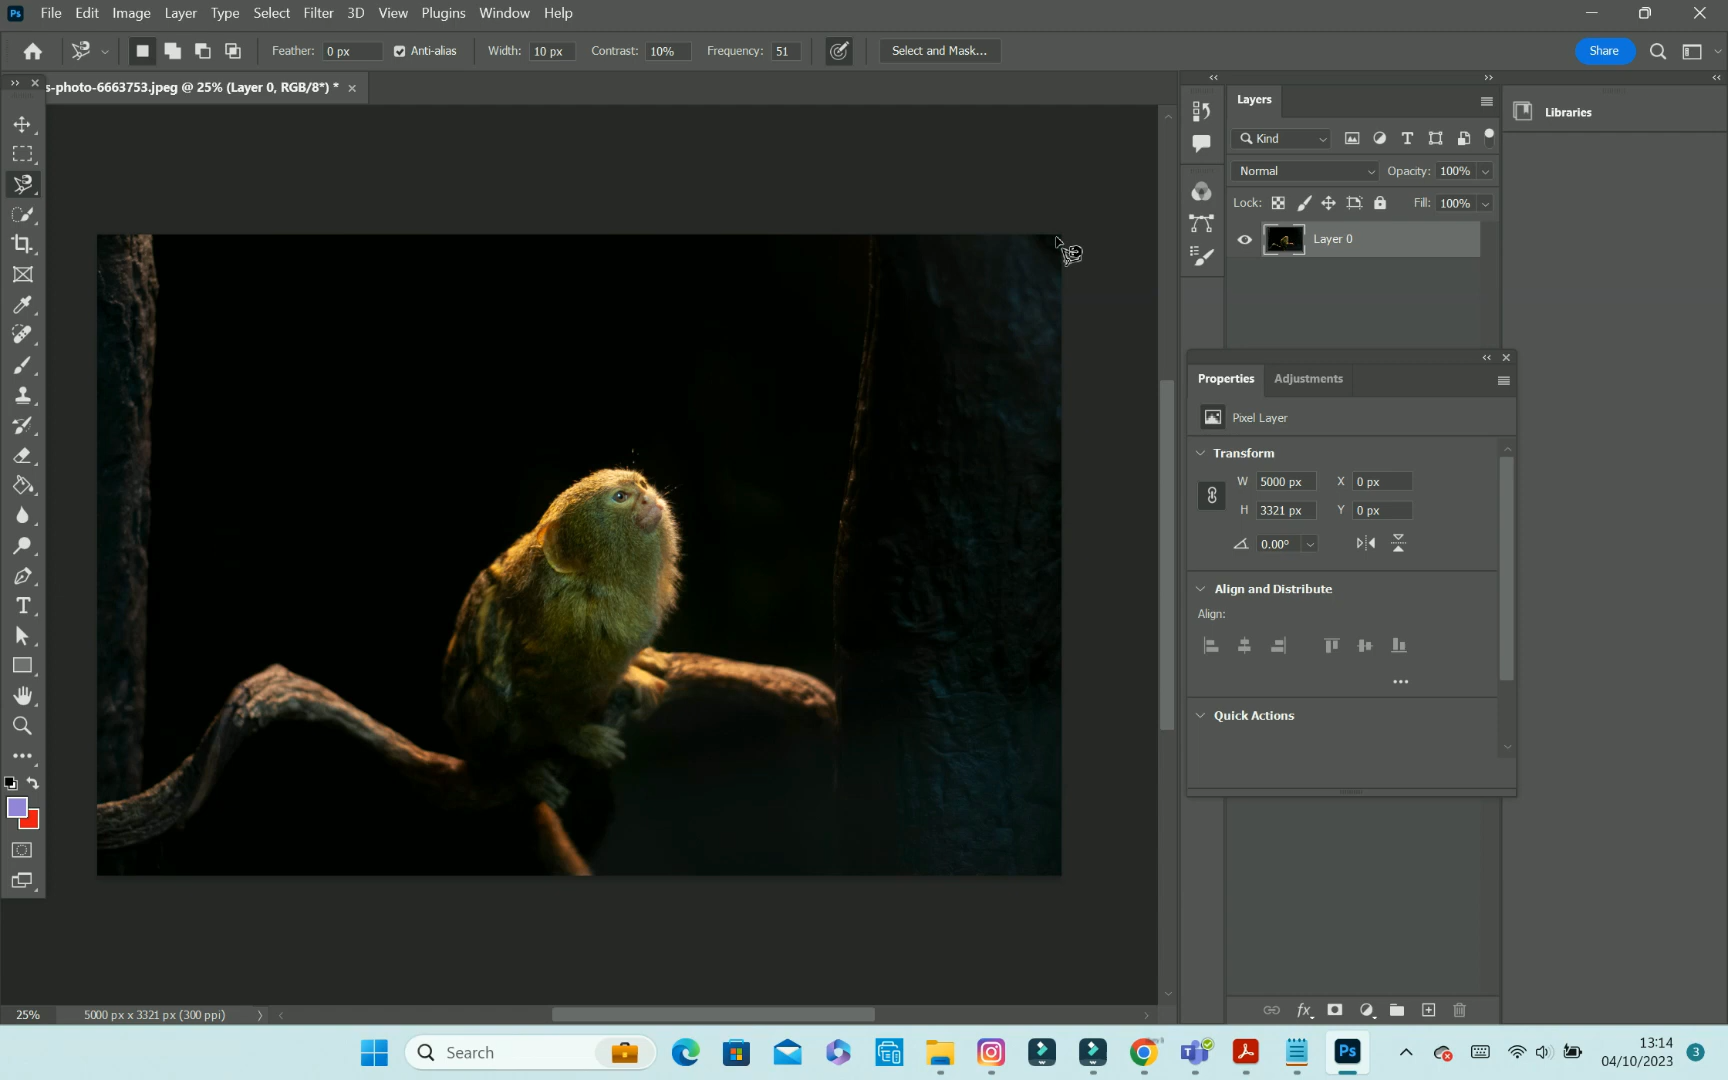 Ps File Edit Image Layer Type Select Filter 3D View Plugins Window Help
Feather: 0 px Anti-alias Width: 10 px Contrast: 10% Frequency: 51 Select and Mask... Share
s-photo-6663753.jpeg @ 25% (Layer 0, RGB/8*) *
Layers
Libraries
Kind
Normal Opacity: 100%
Lock: Fill: 100%
Layer 0
Properties Adjustments
Pixel Layer
Transform
W 5000 px X 0 px
H 3321 px Y 0 px
0.00°
Align and Distribute
Align:
Quick Actions
25% 5000 px x 3321 px (300 ppi)
Search
Ps
13:14
04/10/2023 3